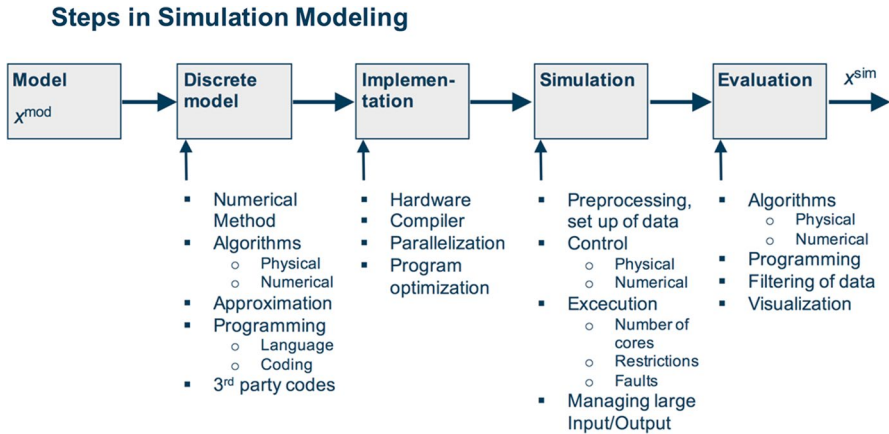 Steps in Simulation Modeling
Model
xᵐᵒᵈ
Discrete
model
Implemen-
tation
Simulation
Evaluation
xˢⁱᵐ
▪ Numerical
Method
▪ Algorithms
o Physical
o Numerical
▪ Approximation
▪ Programming
o Language
o Coding
▪ 3ʳᵈ party codes
▪ Hardware
▪ Compiler
▪ Parallelization
▪ Program
optimization
▪ Preprocessing,
set up of data
▪ Control
o Physical
o Numerical
▪ Excecution
o Number of
cores
o Restrictions
o Faults
▪ Managing large
Input/Output
▪ Algorithms
o Physical
o Numerical
▪ Programming
▪ Filtering of data
▪ Visualization